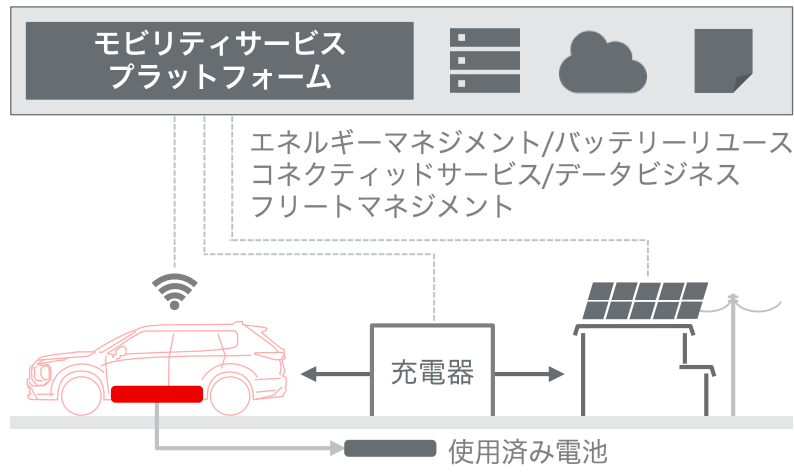 モビリティサービス
プラットフォーム
エネルギーマネジメント/バッテリーリユース
コネクティッドサービス/データビジネス
フリートマネジメント
充電器
使用済み電池